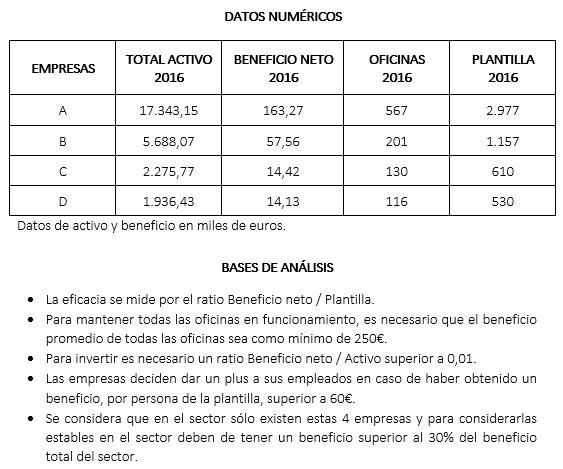 DATOS NUMÉRICOS
EMPRESAS TOTAL ACTIVO 2016 BENEFICIO NETO 2016 OFICINAS 2016 PLANTILLA 2016
A 17.343,15 163,27 567 2.977
B 5.688,07 57,56 201 1.157
C 2.275,77 14,42 130 610
D 1.936,43 14,13 116 530
Datos de activo y beneficio en miles de euros.
BASES DE ANÁLISIS
• La eficacia se mide por el ratio Beneficio neto / Plantilla.
• Para mantener todas las oficinas en funcionamiento, es necesario que el beneficio
promedio de todas las oficinas sea como mínimo de 250€.
• Para invertir es necesario un ratio Beneficio neto / Activo superior a 0,01.
• Las empresas deciden dar un plus a sus empleados en caso de haber obtenido un
beneficio, por persona de la plantilla, superior a 60€.
• Se considera que en el sector sólo existen estas 4 empresas y para considerarlas
estables en el sector deben de tener un beneficio superior al 30% del beneficio
total del sector.